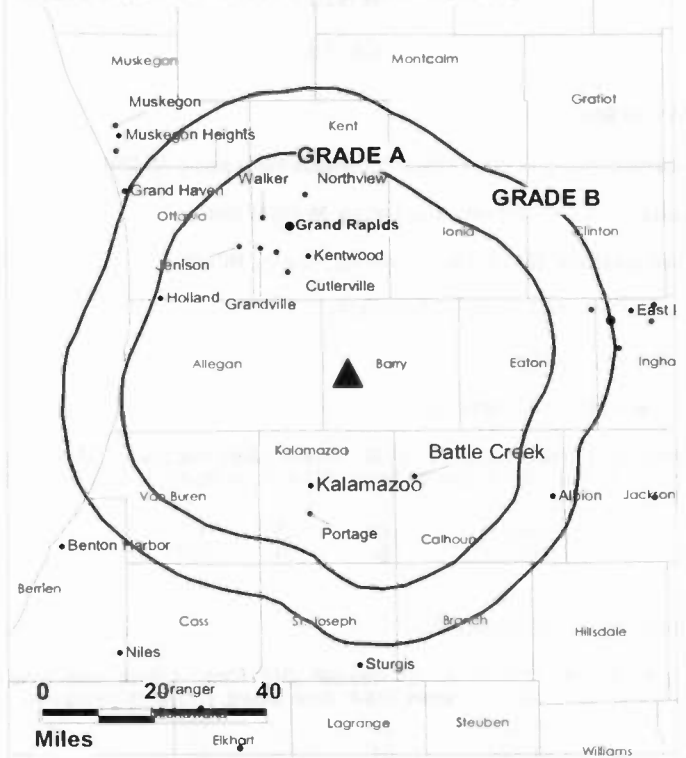 Muskegon
Montcalm
Muskegon
Gratiot
Muskegon Heights
Kent
GRADE A
Walker
Northview
Grand Haven
GRADE B
Ottawa
Grand Rapids
Ionia
Clinton
Jenison
Kentwood
Cutlerville
Holland
Grandville
East
Allegan
Barry
Eaton
Ingha
Kalamazoo
Battle Creek
Kalamazoo
Van Buren
Albion
Jackson
Portage
Calhoun
Benton Harbor
Berrien
Cass
St. Joseph
Branch
Hillsdale
Niles
Sturgis
0 20 40
ranger
Miles
Lagrange
Steuben
Elkhart
Williams